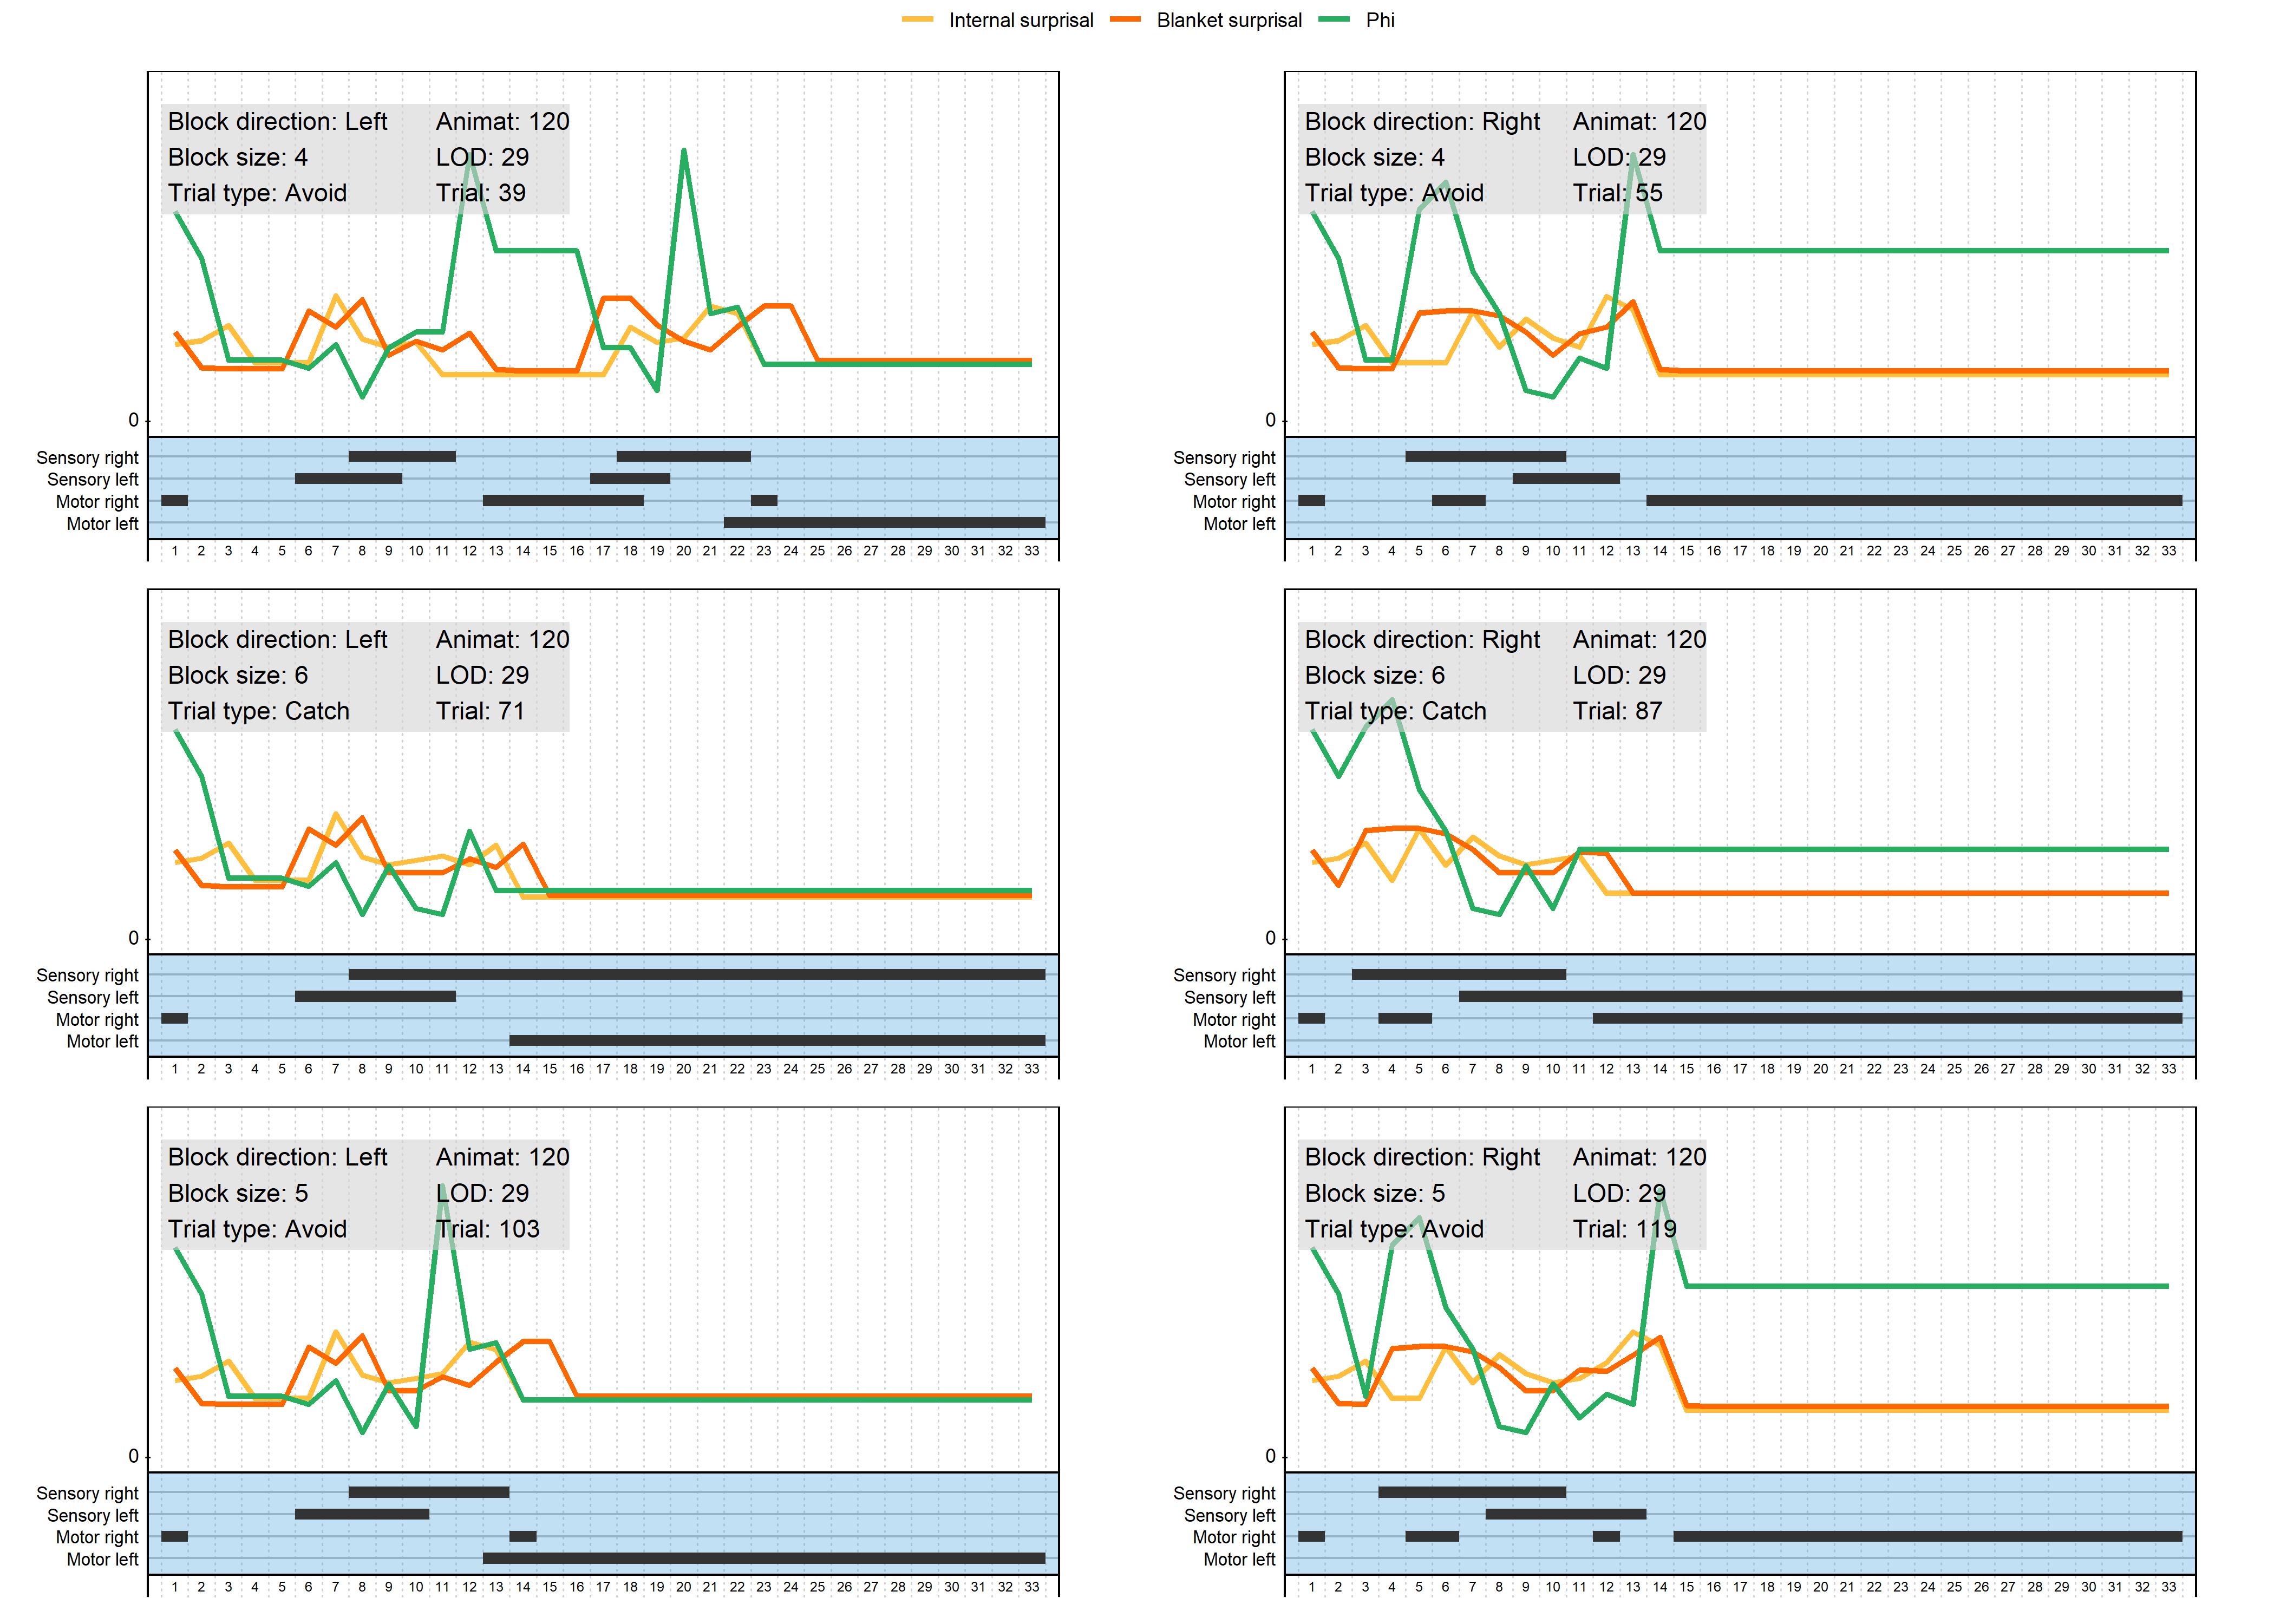 Internal surprisal Blanket surprisal Phi
Block direction: Left Animat: 120
Block size: 4 LOD: 29
Trial type: Avoid Trial: 39
0
Sensory right
Sensory left
Motor right
Motor left
1 2 3 4 5 6 7 8 9 10 11 12 13 14 15 16 17 18 19 20 21 22 23 24 25 26 27 28 29 30 31 32 33
Block direction: Right Animat: 120
Block size: 4 LOD: 29
Trial type: Avoid Trial: 55
0
Sensory right
Sensory left
Motor right
Motor left
1 2 3 4 5 6 7 8 9 10 11 12 13 14 15 16 17 18 19 20 21 22 23 24 25 26 27 28 29 30 31 32 33
Block direction: Left Animat: 120
Block size: 6 LOD: 29
Trial type: Catch Trial: 71
0
Sensory right
Sensory left
Motor right
Motor left
1 2 3 4 5 6 7 8 9 10 11 12 13 14 15 16 17 18 19 20 21 22 23 24 25 26 27 28 29 30 31 32 33
Block direction: Right Animat: 120
Block size: 6 LOD: 29
Trial type: Catch Trial: 87
0
Sensory right
Sensory left
Motor right
Motor left
1 2 3 4 5 6 7 8 9 10 11 12 13 14 15 16 17 18 19 20 21 22 23 24 25 26 27 28 29 30 31 32 33
Block direction: Left Animat: 120
Block size: 5 LOD: 29
Trial type: Avoid Trial: 103
0
Sensory right
Sensory left
Motor right
Motor left
1 2 3 4 5 6 7 8 9 10 11 12 13 14 15 16 17 18 19 20 21 22 23 24 25 26 27 28 29 30 31 32 33
Block direction: Right Animat: 120
Block size: 5 LOD: 29
Trial type: Avoid Trial: 119
0
Sensory right
Sensory left
Motor right
Motor left
1 2 3 4 5 6 7 8 9 10 11 12 13 14 15 16 17 18 19 20 21 22 23 24 25 26 27 28 29 30 31 32 33